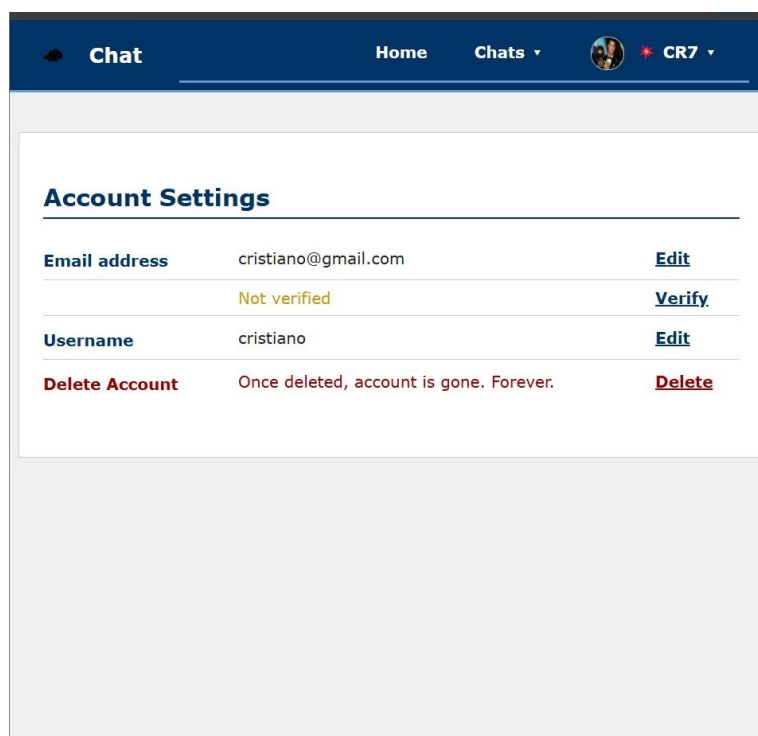 Chat Home Chats ▾ 💥 CR7 ▾
Account Settings
Email address cristiano@gmail.com Edit
Not verified Verify
Username cristiano Edit
Delete Account Once deleted, account is gone. Forever. Delete